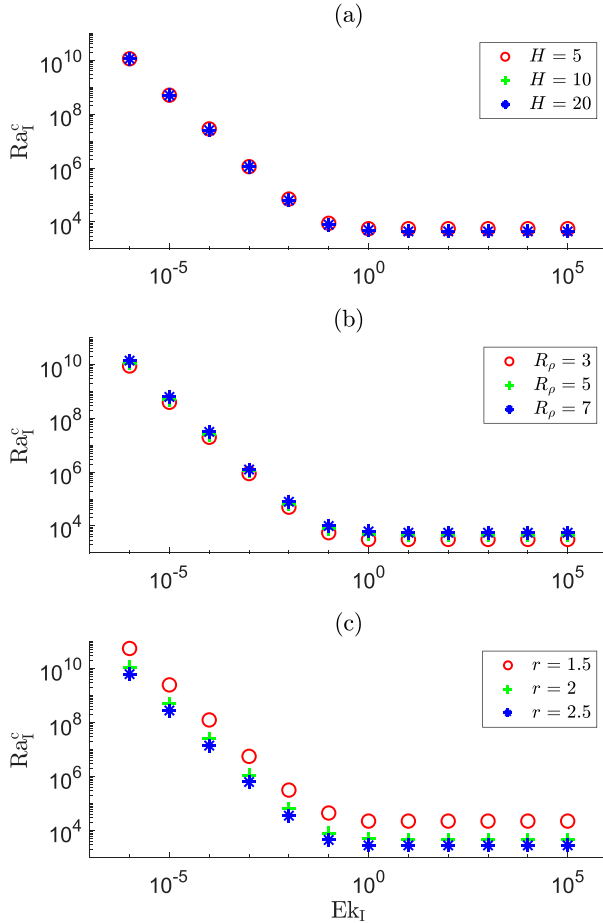 (a)
10^10
10^8
10^6
10^4
Ra_I^c
H = 5
H = 10
H = 20
10^-5
10^0
10^5
(b)
10^10
10^8
10^6
10^4
Ra_I^c
R_ρ = 3
R_ρ = 5
R_ρ = 7
10^-5
10^0
10^5
(c)
10^10
10^8
10^6
10^4
Ra_I^c
r = 1.5
r = 2
r = 2.5
10^-5
10^0
10^5
Ek_I